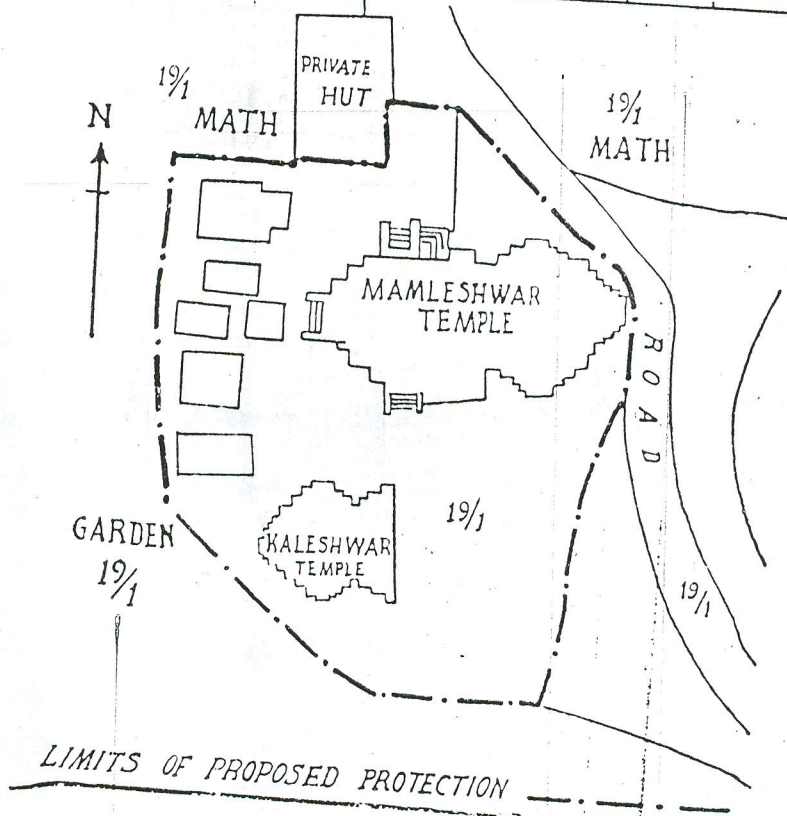 PRIVATE
HUT
19/1
MATH
19/1
MATH
N
MAMLESHWAR
TEMPLE
ROAD
19/1
KALESHWAR
TEMPLE
GARDEN
19/1
19/1
LIMITS OF PROPOSED PROTECTION